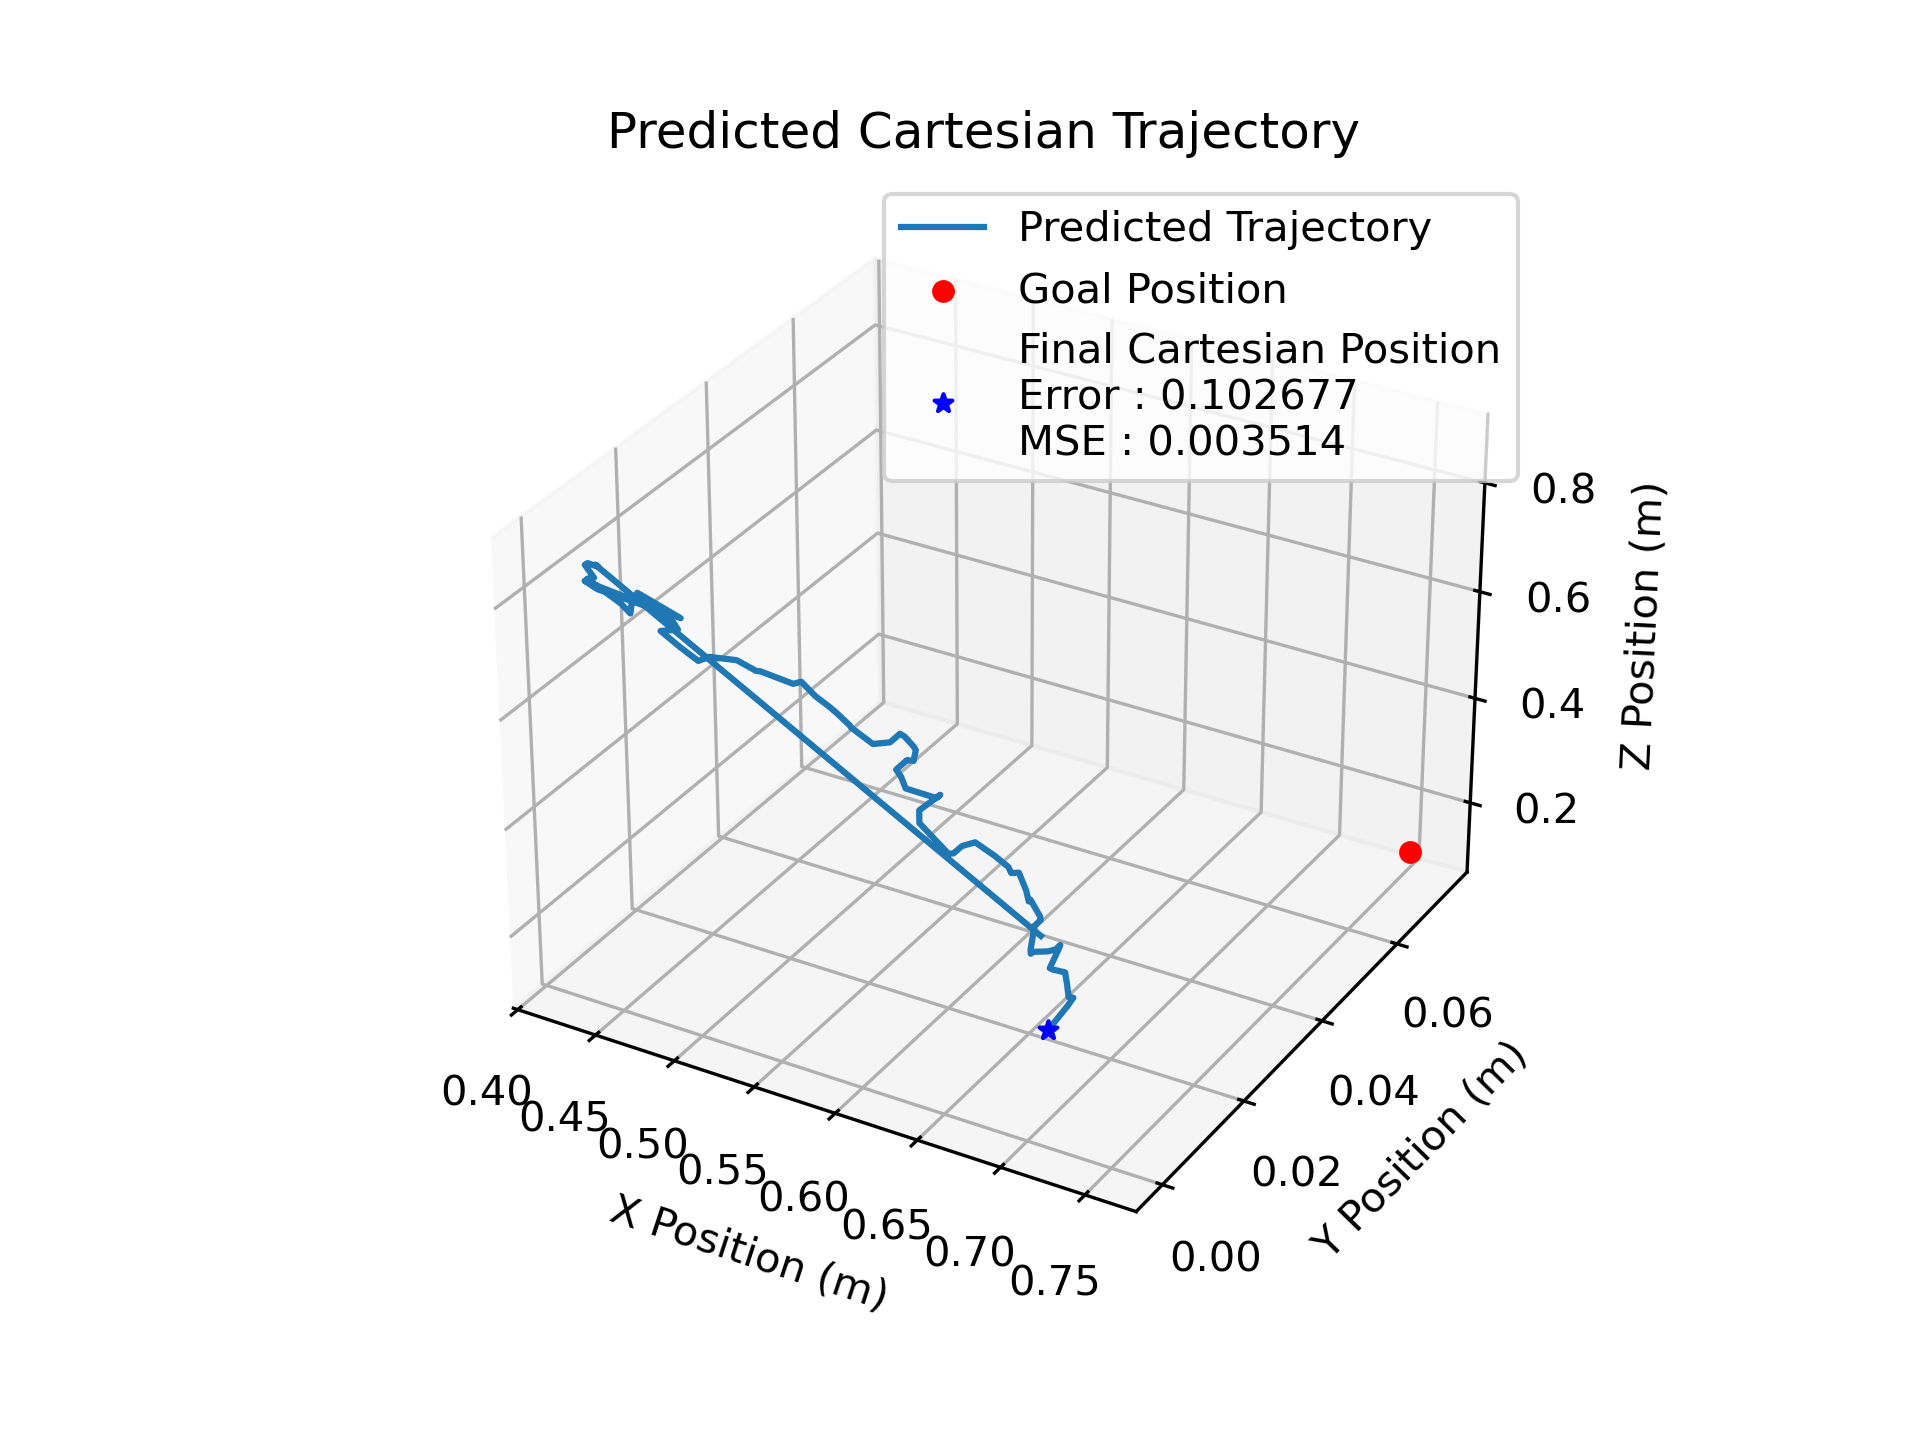 Predicted Cartesian Trajectory
Predicted Trajectory
Goal Position
Final Cartesian Position
Error : 0.102677
MSE : 0.003514
0.8
0.6
0.4
0.2
Z Position (m)
0.06
0.04
0.02
0.00
Y Position (m)
0.40
0.45
0.50
0.55
0.60
0.65
0.70
0.75
X Position (m)